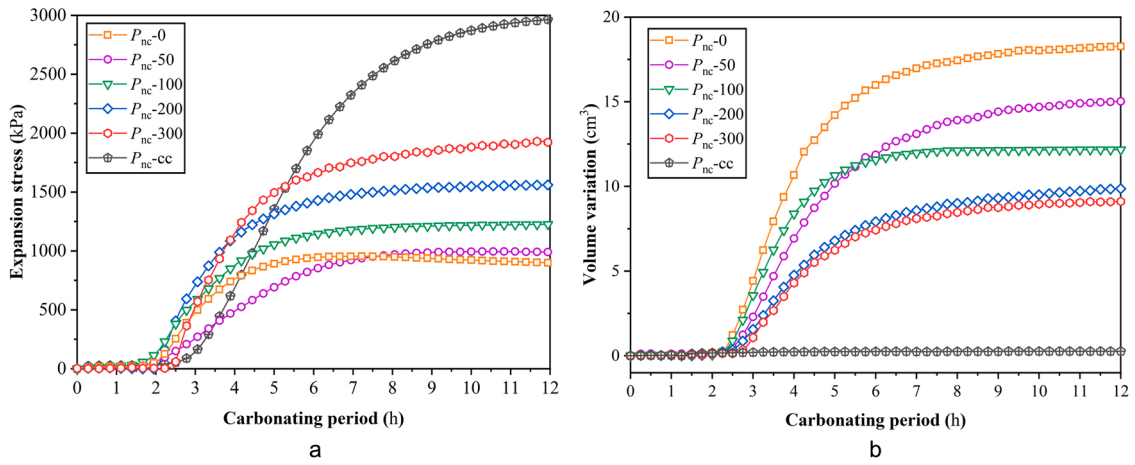 3000
2500
2000
1500
1000
500
0
Expansion stress (kPa)
Pnc-0
Pnc-50
Pnc-100
Pnc-200
Pnc-300
Pnc-cc
0 1 2 3 4 5 6 7 8 9 10 11 12
Carbonating period (h)
a
20
15
10
5
0
Volume variation (cm³)
Pnc-0
Pnc-50
Pnc-100
Pnc-200
Pnc-300
Pnc-cc
0 1 2 3 4 5 6 7 8 9 10 11 12
Carbonating period (h)
b